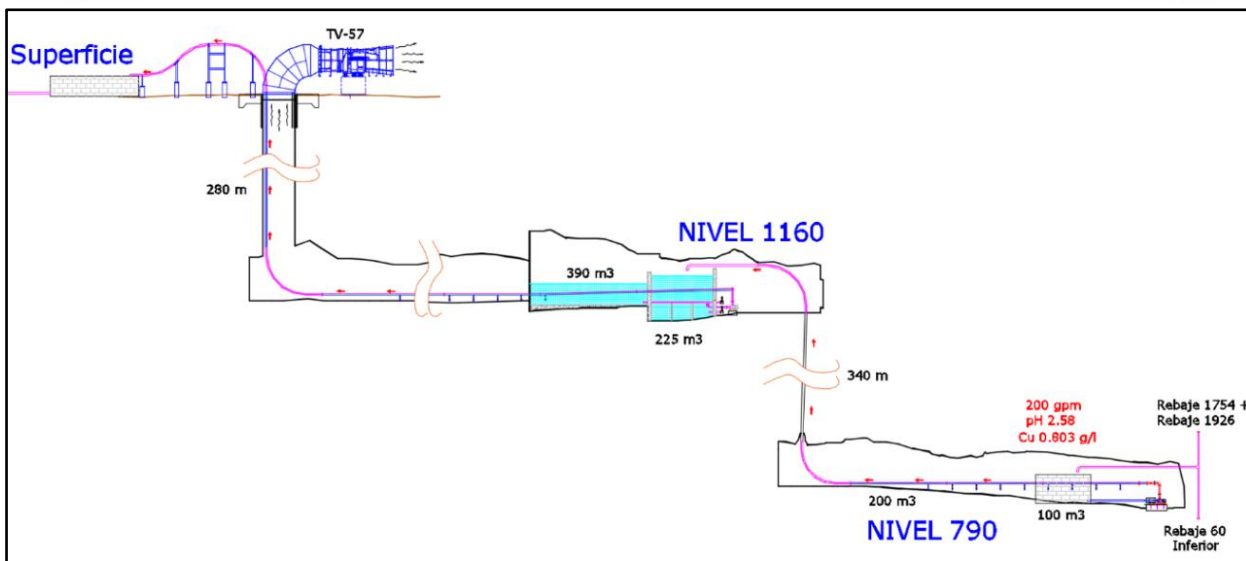 Superficie
TV-57
280 m
NIVEL 1160
390 m3
225 m3
340 m
200 gpm
pH 2.58
Cu 0.803 g/l
Rebaje 1754 +
Rebaje 1926
200 m3
100 m3
NIVEL 790
Rebaje 60
Inferior